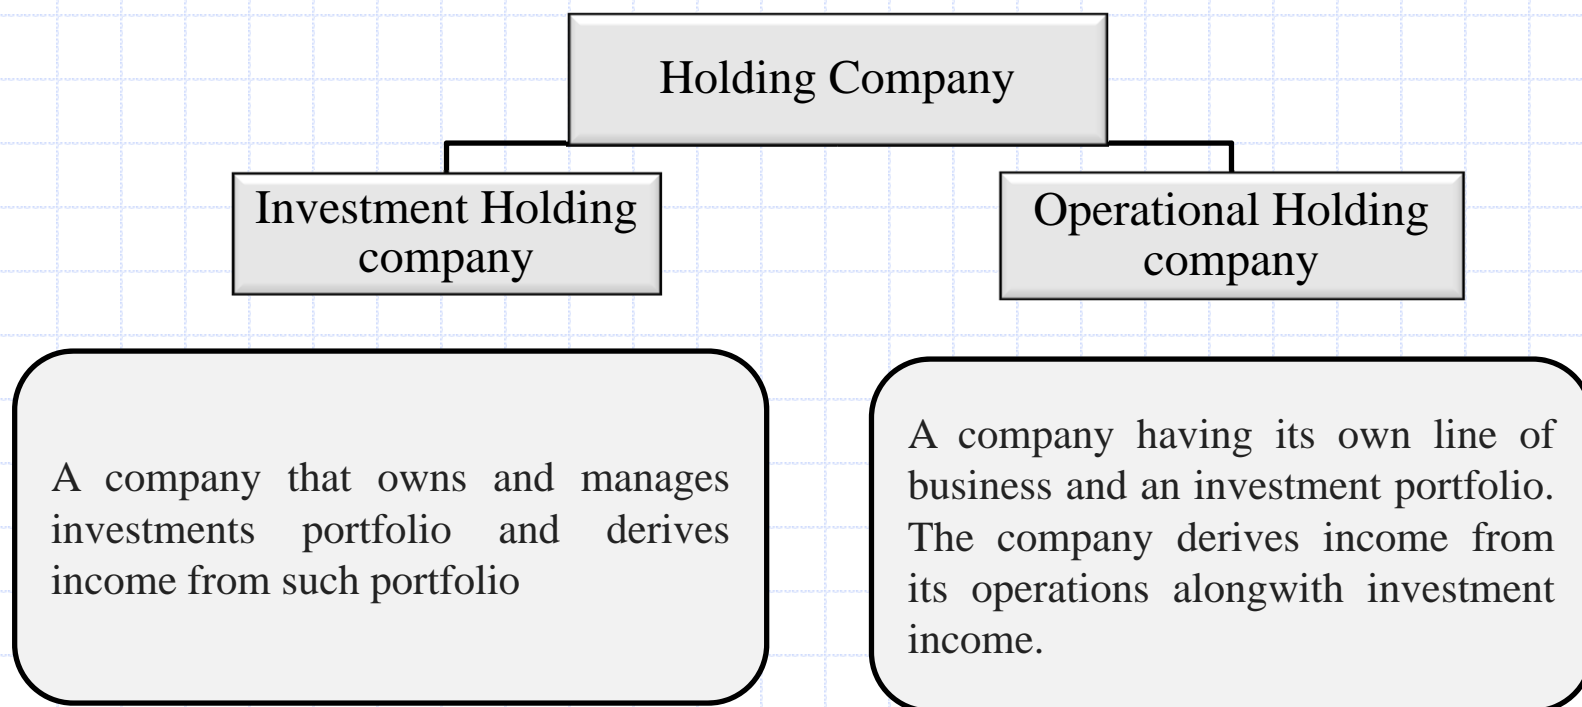 Holding Company
Investment Holding
company
Operational Holding
company
A company that owns and manages
investments portfolio and derives
income from such portfolio
A company having its own line of
business and an investment portfolio.
The company derives income from
its operations alongwith investment
income.